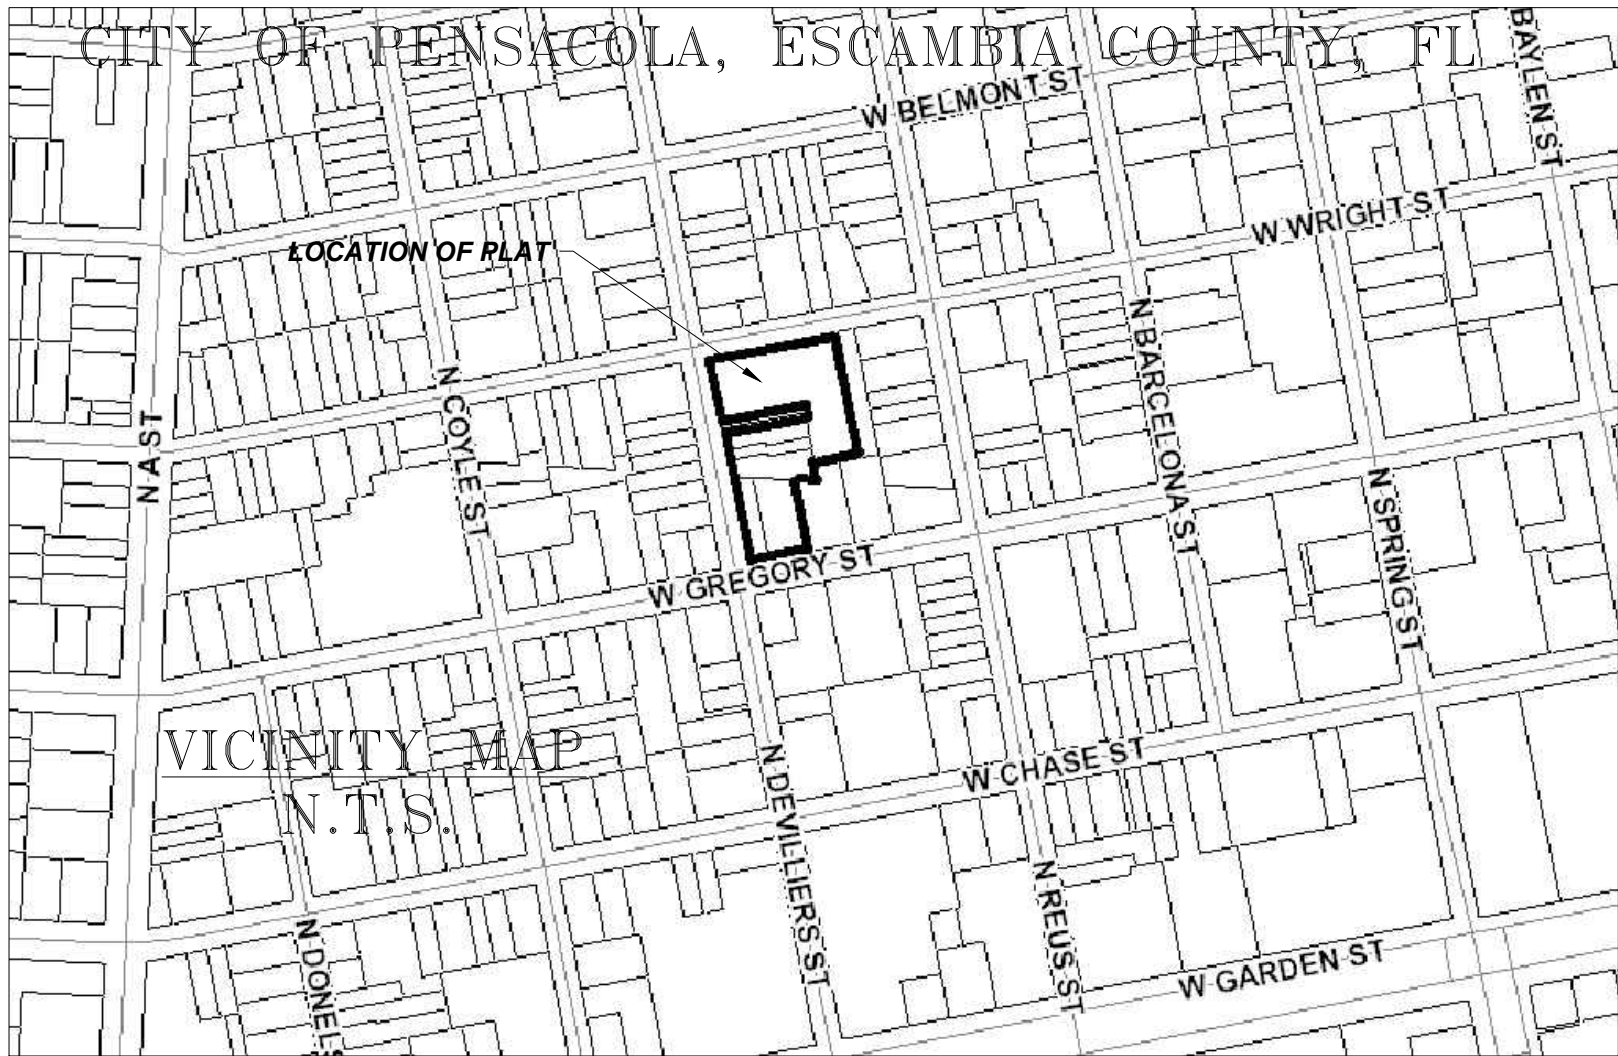 CITY OF PENSACOLA, ESCAMBIA COUNTY, FL
BAYLEN ST
W BELMONT ST
W WRIGHT ST
LOCATION OF PLAT
N A ST
N COYLE ST
N BARCELONA ST
N SPRING ST
W GREGORY ST
VICINITY MAP
N.T.S.
W CHASE ST
N DEVILLIERS ST
N REUS ST
N DONELS
W GARDEN ST